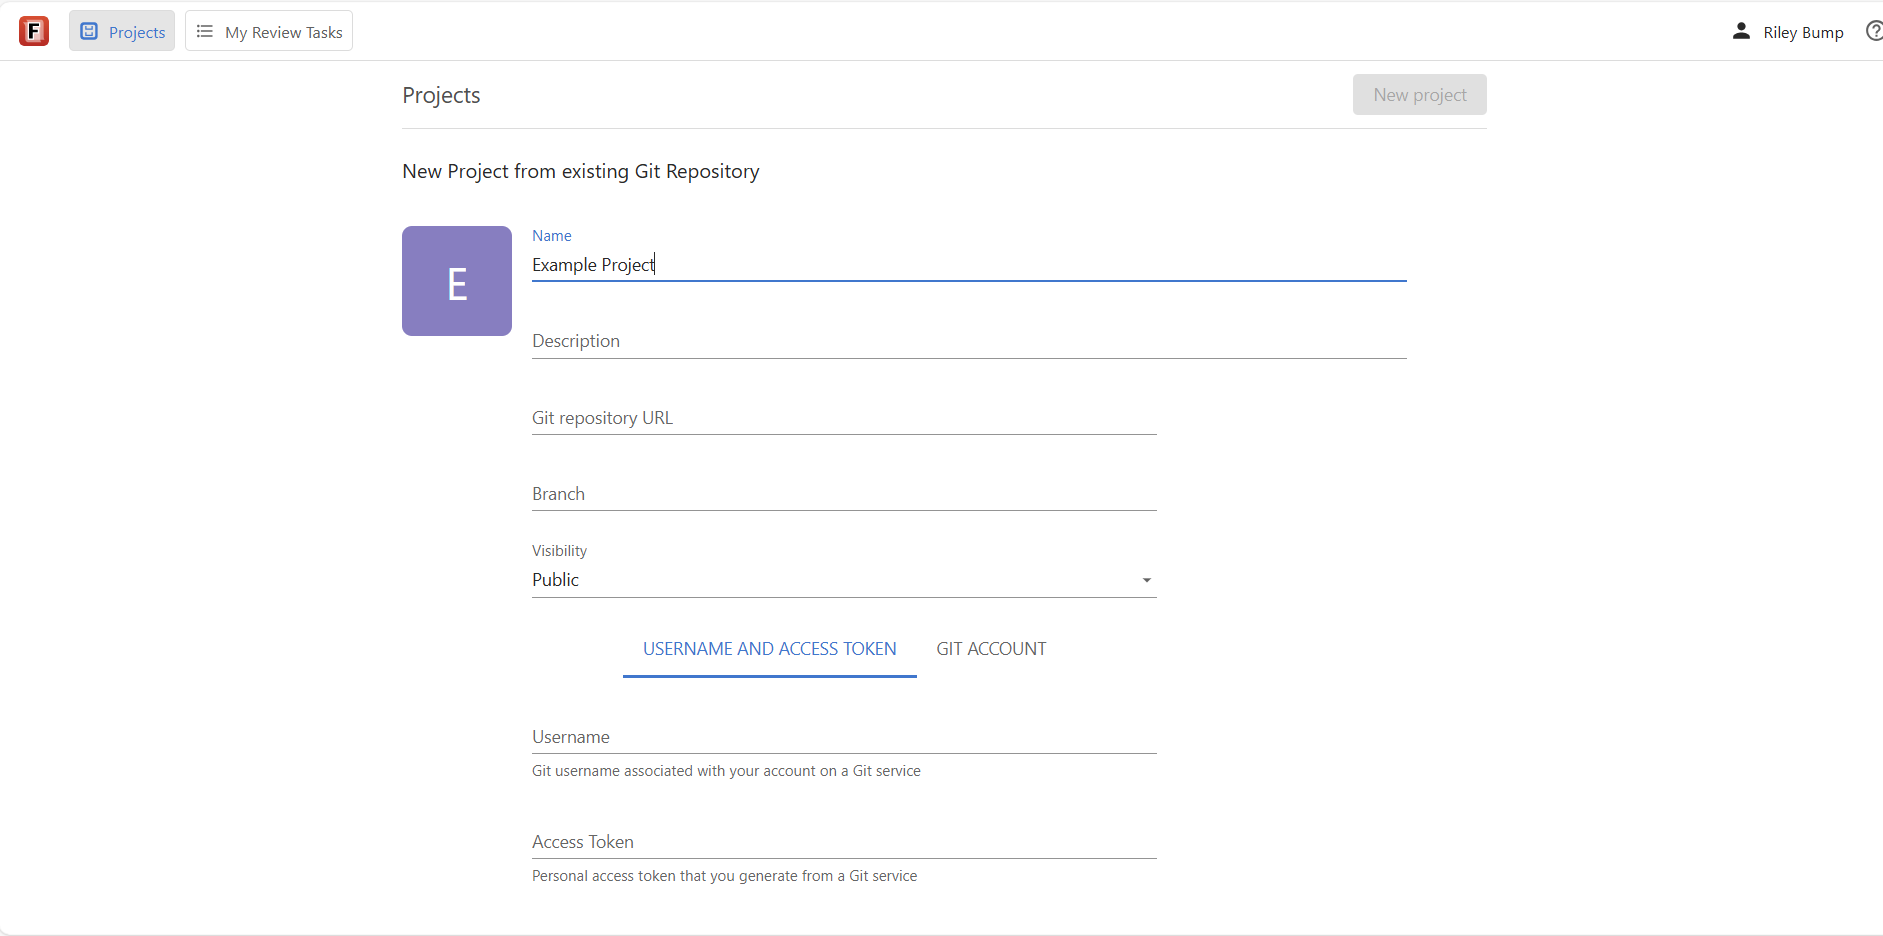 F Projects My Review Tasks Riley Bump ?
Projects New project
New Project from existing Git Repository
E
Name
Example Project
Description
Git repository URL
Branch
Visibility
Public
USERNAME AND ACCESS TOKEN GIT ACCOUNT
Username
Git username associated with your account on a Git service
Access Token
Personal access token that you generate from a Git service